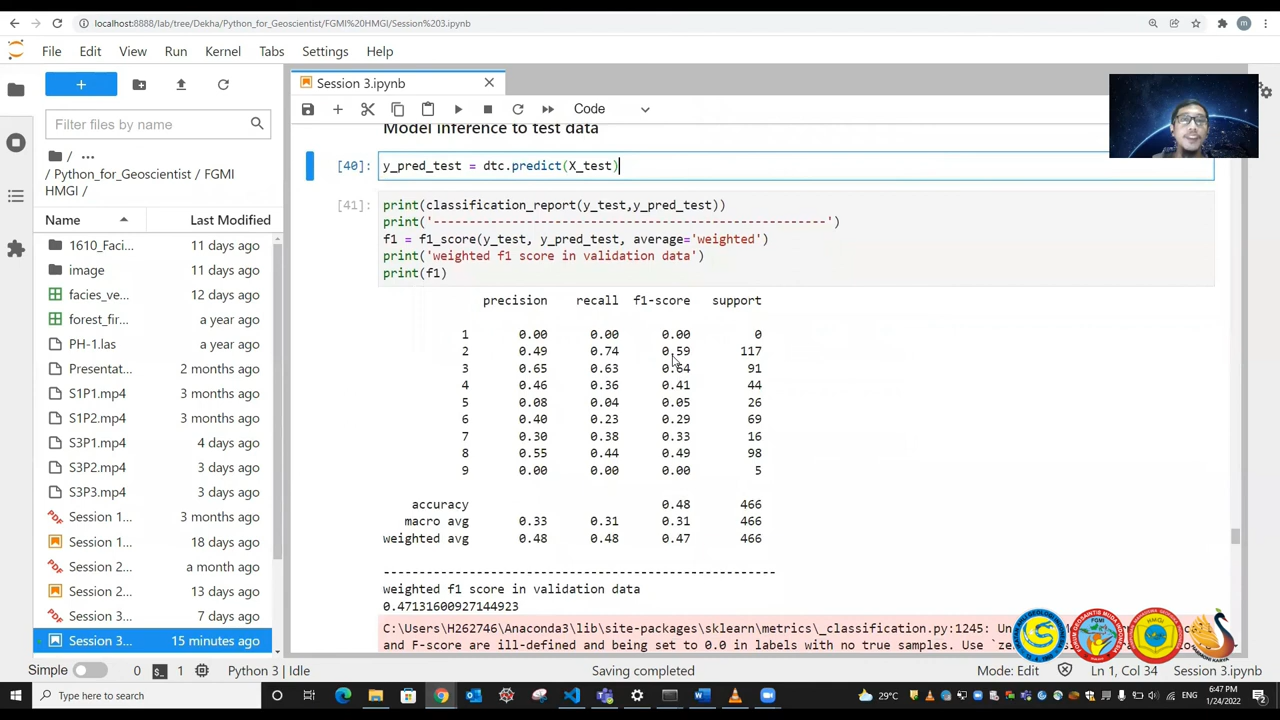 localhost:8888/lab/tree/Dekha/Python_for_Geoscientist/FGMI%20HMGI/Session%203.ipynb
File Edit View Run Kernel Tabs Settings Help
Session 3.ipynb
Code
Filter files by name
/ ...
/ Python_for_Geoscientist / FGMI
HMGI /
Name Last Modified
1610_Faci... 11 days ago
image 11 days ago
facies_ve... 12 days ago
forest_fir... a year ago
PH-1.las a year ago
Presentat... 2 months ago
S1P1.mp4 3 months ago
S1P2.mp4 3 months ago
S3P1.mp4 4 days ago
S3P2.mp4 3 days ago
S3P3.mp4 3 days ago
Session 1... 3 months ago
Session 1... 18 days ago
Session 2... a month ago
Session 2... 13 days ago
Session 3... 7 days ago
Session 3... 15 minutes ago
Model inference to test data
[40]: y_pred_test = dtc.predict(X_test)
[41]: print(classification_report(y_test,y_pred_test))
print('-----------------------------------------------------')
f1 = f1_score(y_test, y_pred_test, average='weighted')
print('weighted f1 score in validation data')
print(f1)
precision recall f1-score support
1 0.00 0.00 0.00 0
2 0.49 0.74 0.59 117
3 0.65 0.63 0.64 91
4 0.46 0.36 0.41 44
5 0.08 0.04 0.05 26
6 0.40 0.23 0.29 69
7 0.30 0.38 0.33 16
8 0.55 0.44 0.49 98
9 0.00 0.00 0.00 5
accuracy 0.48 466
macro avg 0.33 0.31 0.31 466
weighted avg 0.48 0.48 0.47 466
-----------------------------------------------------
weighted f1 score in validation data
0.47131600927144923
C:\Users\H262746\Anaconda3\lib\site-packages\sklearn\metrics\_classification.py:1245:
and F-score are ill-defined and being set to 0.0 in labels with no true samples. Use
Simple 0 1 Python 3 | Idle Saving completed Mode: Edit Ln 1, Col 34 Session 3.ipynb
Type here to search 29°C ENG 6:47 PM
1/24/2022
FGMI
HMGI